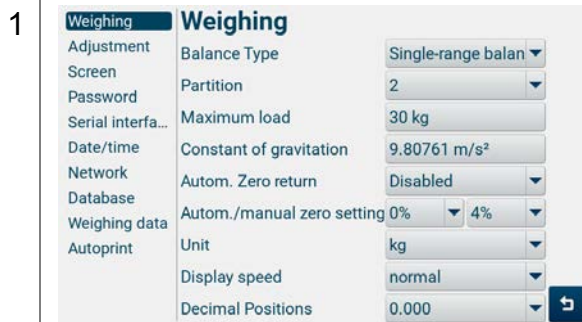 1
Weighing
Adjustment
Screen
Password
Serial interfa...
Date/time
Network
Database
Weighing data
Autoprint
Weighing
Balance Type Single-range balan
Partition 2
Maximum load 30 kg
Constant of gravitation 9.80761 m/s²
Autom. Zero return Disabled
Autom./manual zero setting 0% 4%
Unit kg
Display speed normal
Decimal Positions 0.000